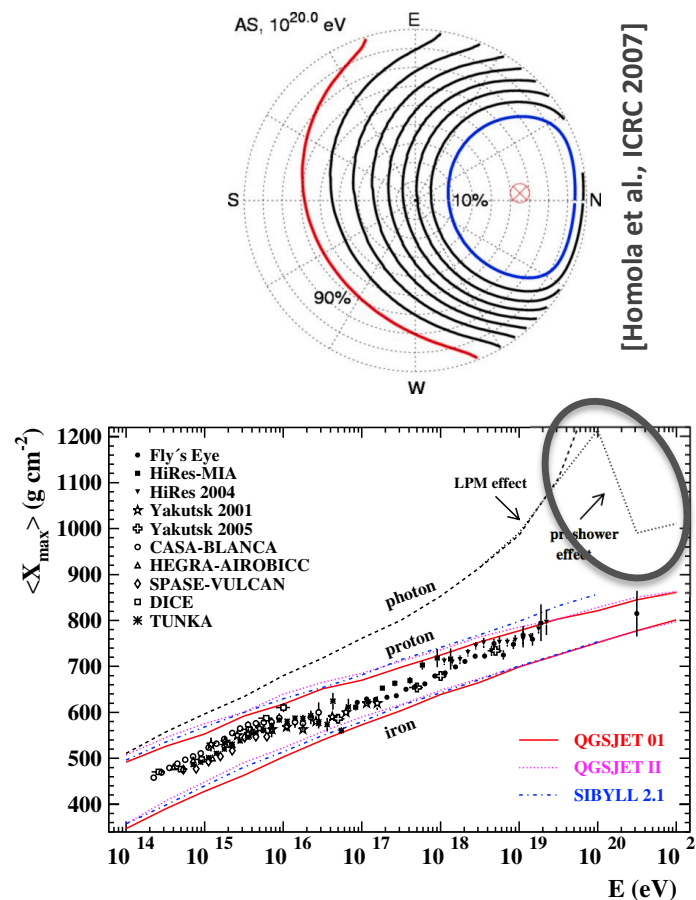 AS, 10^20.0 eV
E
S
10%
N
90%
W
[Homola et al., ICRC 2007]
<X_max> (g cm^-2)
1200
1100
1000
900
800
700
600
500
400
Fly´s Eye
HiRes-MIA
HiRes 2004
Yakutsk 2001
Yakutsk 2005
CASA-BLANCA
HEGRA-AIROBICC
SPASE-VULCAN
DICE
TUNKA
LPM effect
preshower
effect
photon
proton
iron
QGSJET 01
QGSJET II
SIBYLL 2.1
10^14 10^15 10^16 10^17 10^18 10^19 10^20 10^2
E (eV)